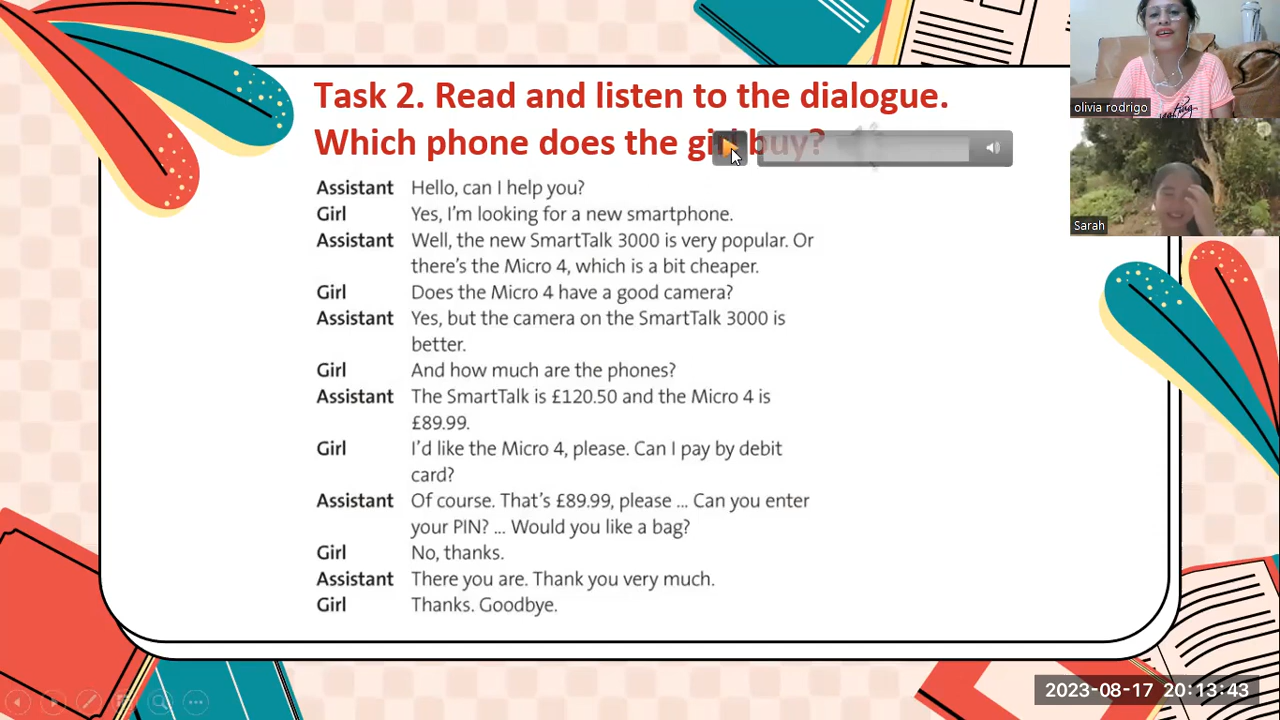 Task 2. Read and listen to the dialogue.
Which phone does the girl buy?
Assistant Hello, can I help you?
Girl Yes, I'm looking for a new smartphone.
Assistant Well, the new SmartTalk 3000 is very popular. Or
there's the Micro 4, which is a bit cheaper.
Girl Does the Micro 4 have a good camera?
Assistant Yes, but the camera on the SmartTalk 3000 is
better.
Girl And how much are the phones?
Assistant The SmartTalk is £120.50 and the Micro 4 is
£89.99.
Girl I'd like the Micro 4, please. Can I pay by debit
card?
Assistant Of course. That's £89.99, please ... Can you enter
your PIN? ... Would you like a bag?
Girl No, thanks.
Assistant There you are. Thank you very much.
Girl Thanks. Goodbye.
olivia rodrigo
Sarah
2023-08-17 20:13:43